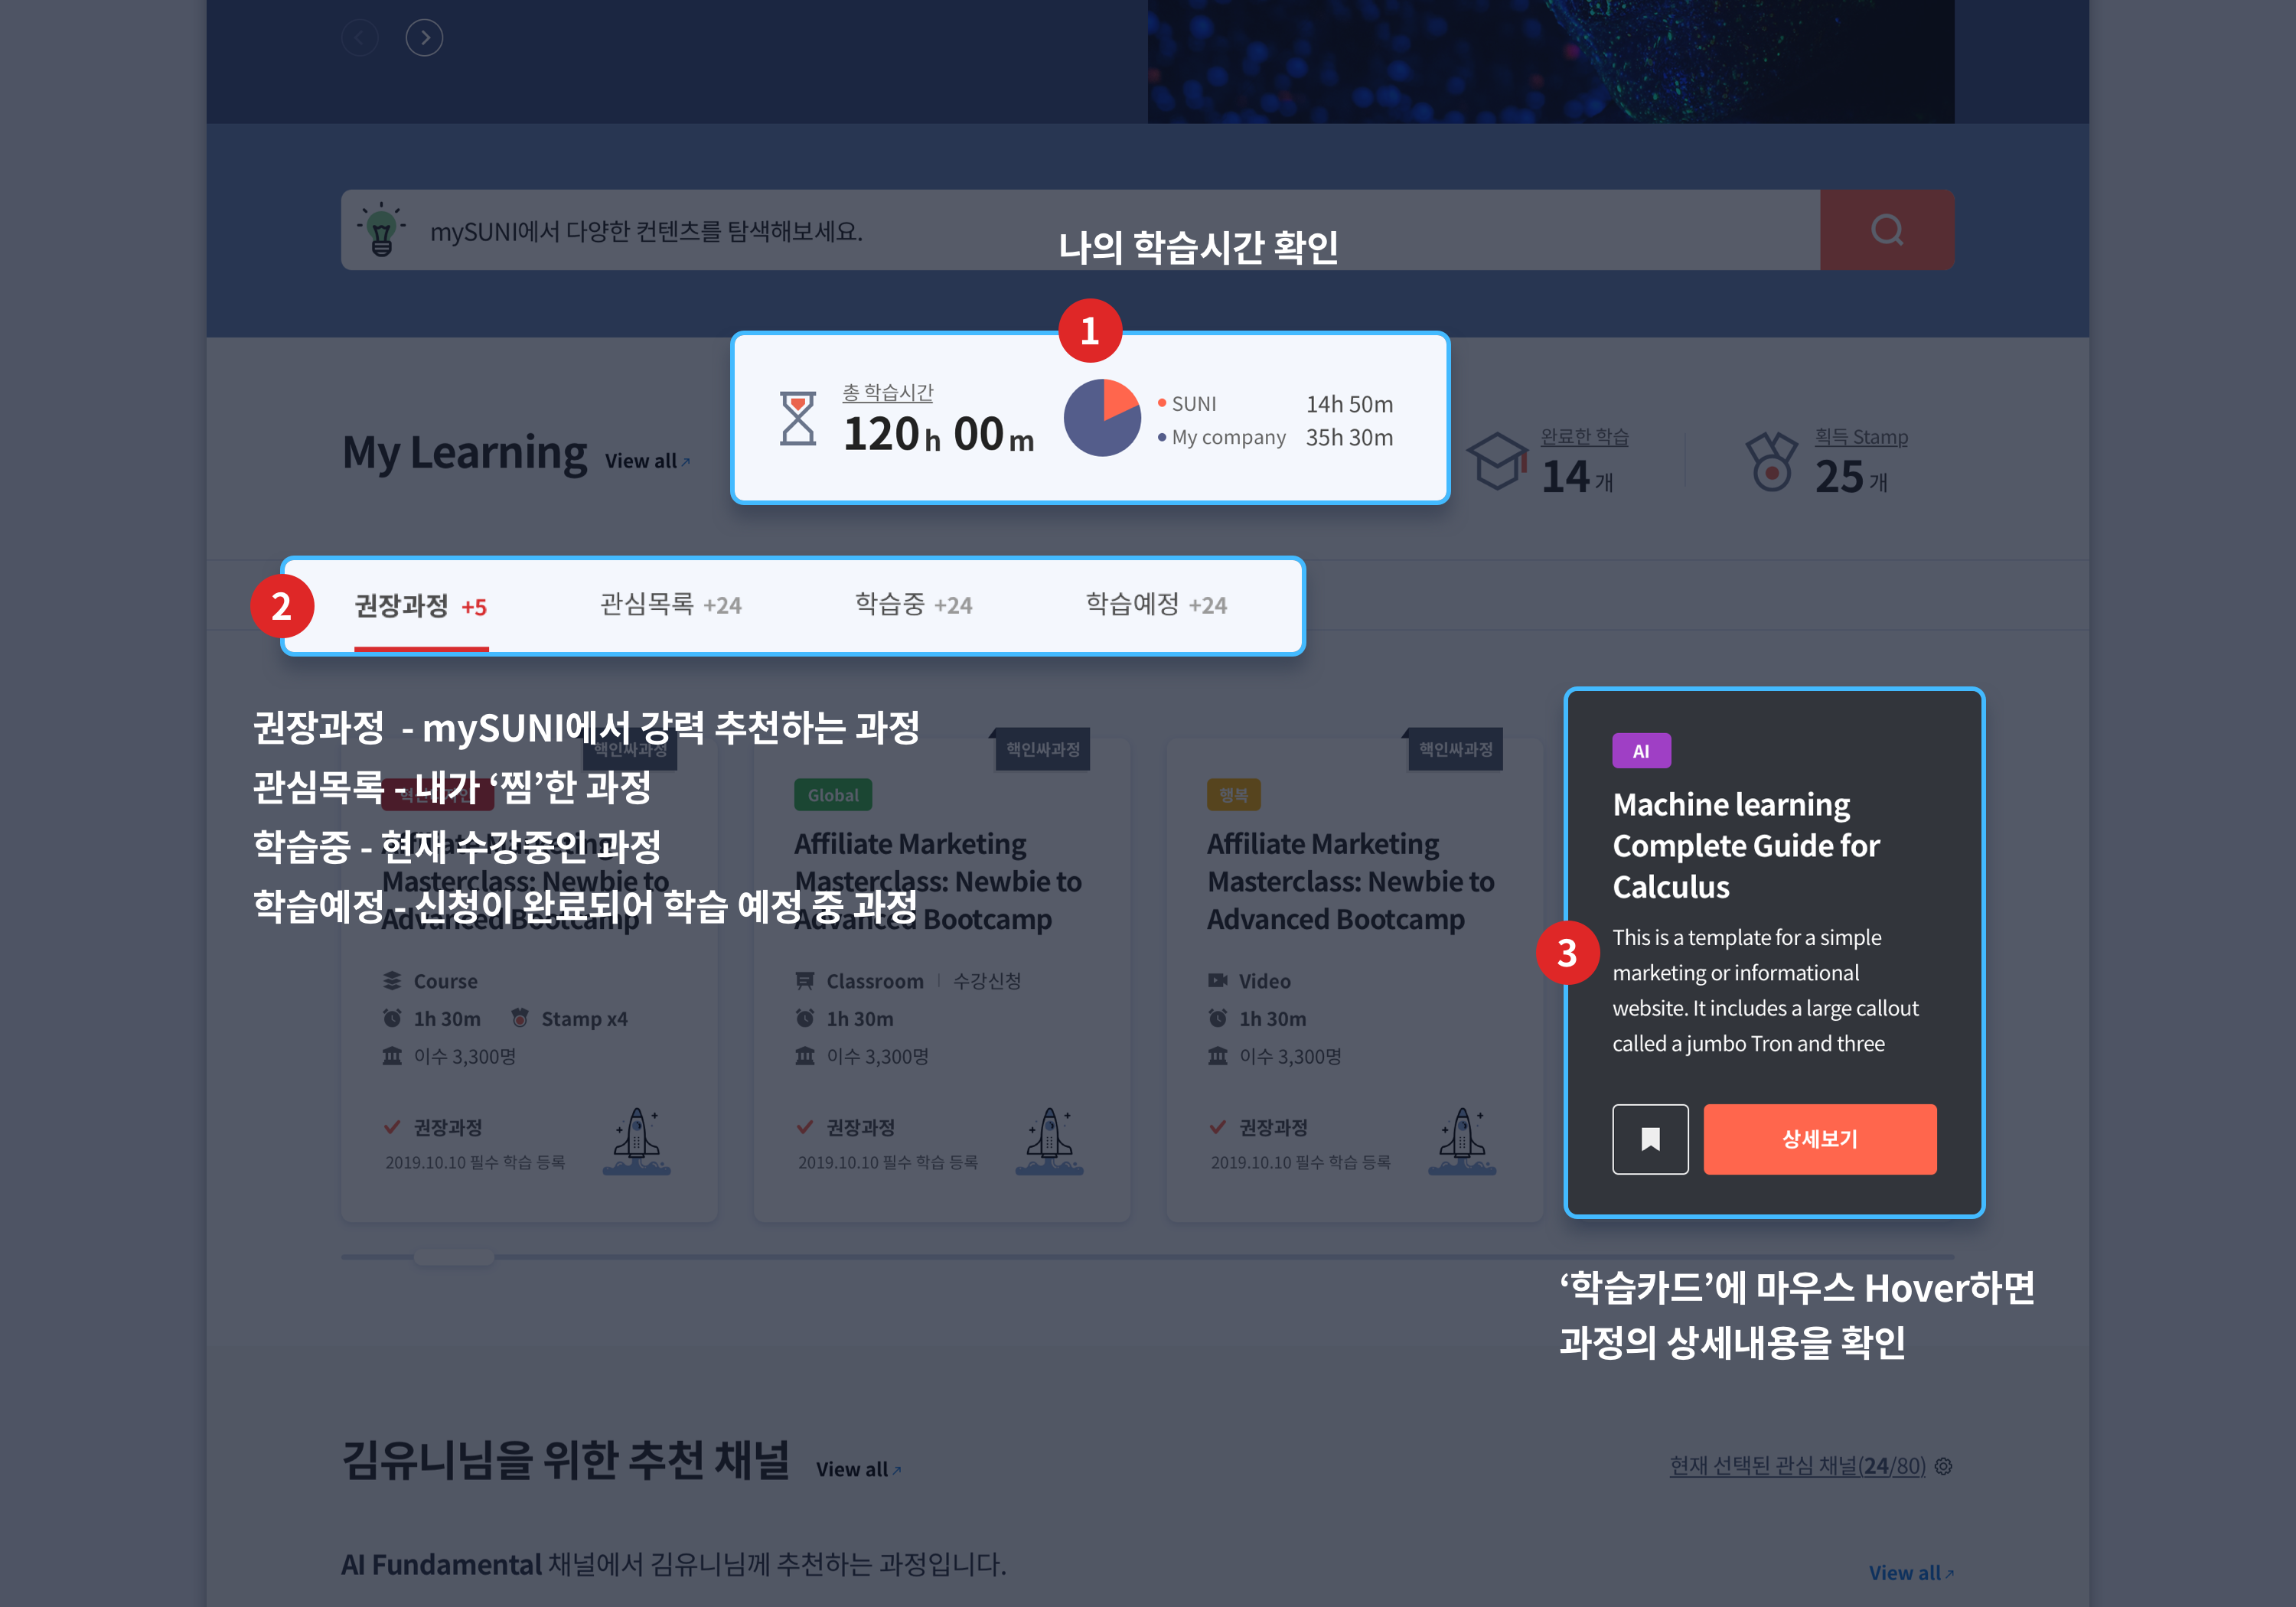 mySUNI에서 다양한 컨텐츠를 탐색해보세요.
나의 학습시간 확인
1
My Learning View all
총 학습시간
120 h 00 m
SUNI 14h 50m
My company 35h 30m
완료한 학습
14 개
획득 Stamp
25 개
2
권장과정 +5
관심목록 +24
학습중 +24
학습예정 +24
권장과정 - mySUNI에서 강력 추천하는 과정
관심목록 - 내가 ‘찜’한 과정
학습중 - 현재 수강중인 과정
학습예정 - 신청이 완료되어 학습 예정 중 과정
핵인싸과정
Affiliate Marketing
Masterclass: Newbie to
Advanced Bootcamp
Course
1h 30m Stamp x4
이수 3,300명
권장과정
2019.10.10 필수 학습 등록
핵인싸과정
Global
Affiliate Marketing
Masterclass: Newbie to
Advanced Bootcamp
Classroom | 수강신청
1h 30m
이수 3,300명
권장과정
2019.10.10 필수 학습 등록
핵인싸과정
행복
Affiliate Marketing
Masterclass: Newbie to
Advanced Bootcamp
Video
1h 30m
이수 3,300명
권장과정
2019.10.10 필수 학습 등록
3
AI
Machine learning
Complete Guide for
Calculus
This is a template for a simple
marketing or informational
website. It includes a large callout
called a jumbo Tron and three
상세보기
‘학습카드’에 마우스 Hover하면
과정의 상세내용을 확인
김유니님을 위한 추천 채널 View all
현재 선택된 관심 채널(24/80)
AI Fundamental 채널에서 김유니님께 추천하는 과정입니다.
View all